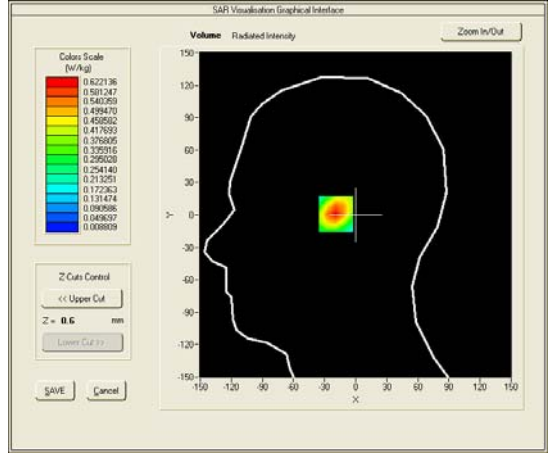 SAR Visualisation Graphical Interface
Volume Radiated Intensity
Zoom In/Out
Colors Scale
(W/kg)
0.622136
0.581247
0.540359
0.499470
0.458582
0.417693
0.376805
0.335916
0.295028
0.254140
0.213251
0.172363
0.131474
0.090586
0.049697
0.008809
Z Cuts Control
<< Upper Cut
Z = 0.6 mm
Lower Cut >>
SAVE Cancel
150
120
90
60
30
0
-30
-60
-90
-120
-150
Y
-150 -120 -90 -60 -30 0 30 60 90 120 150
X